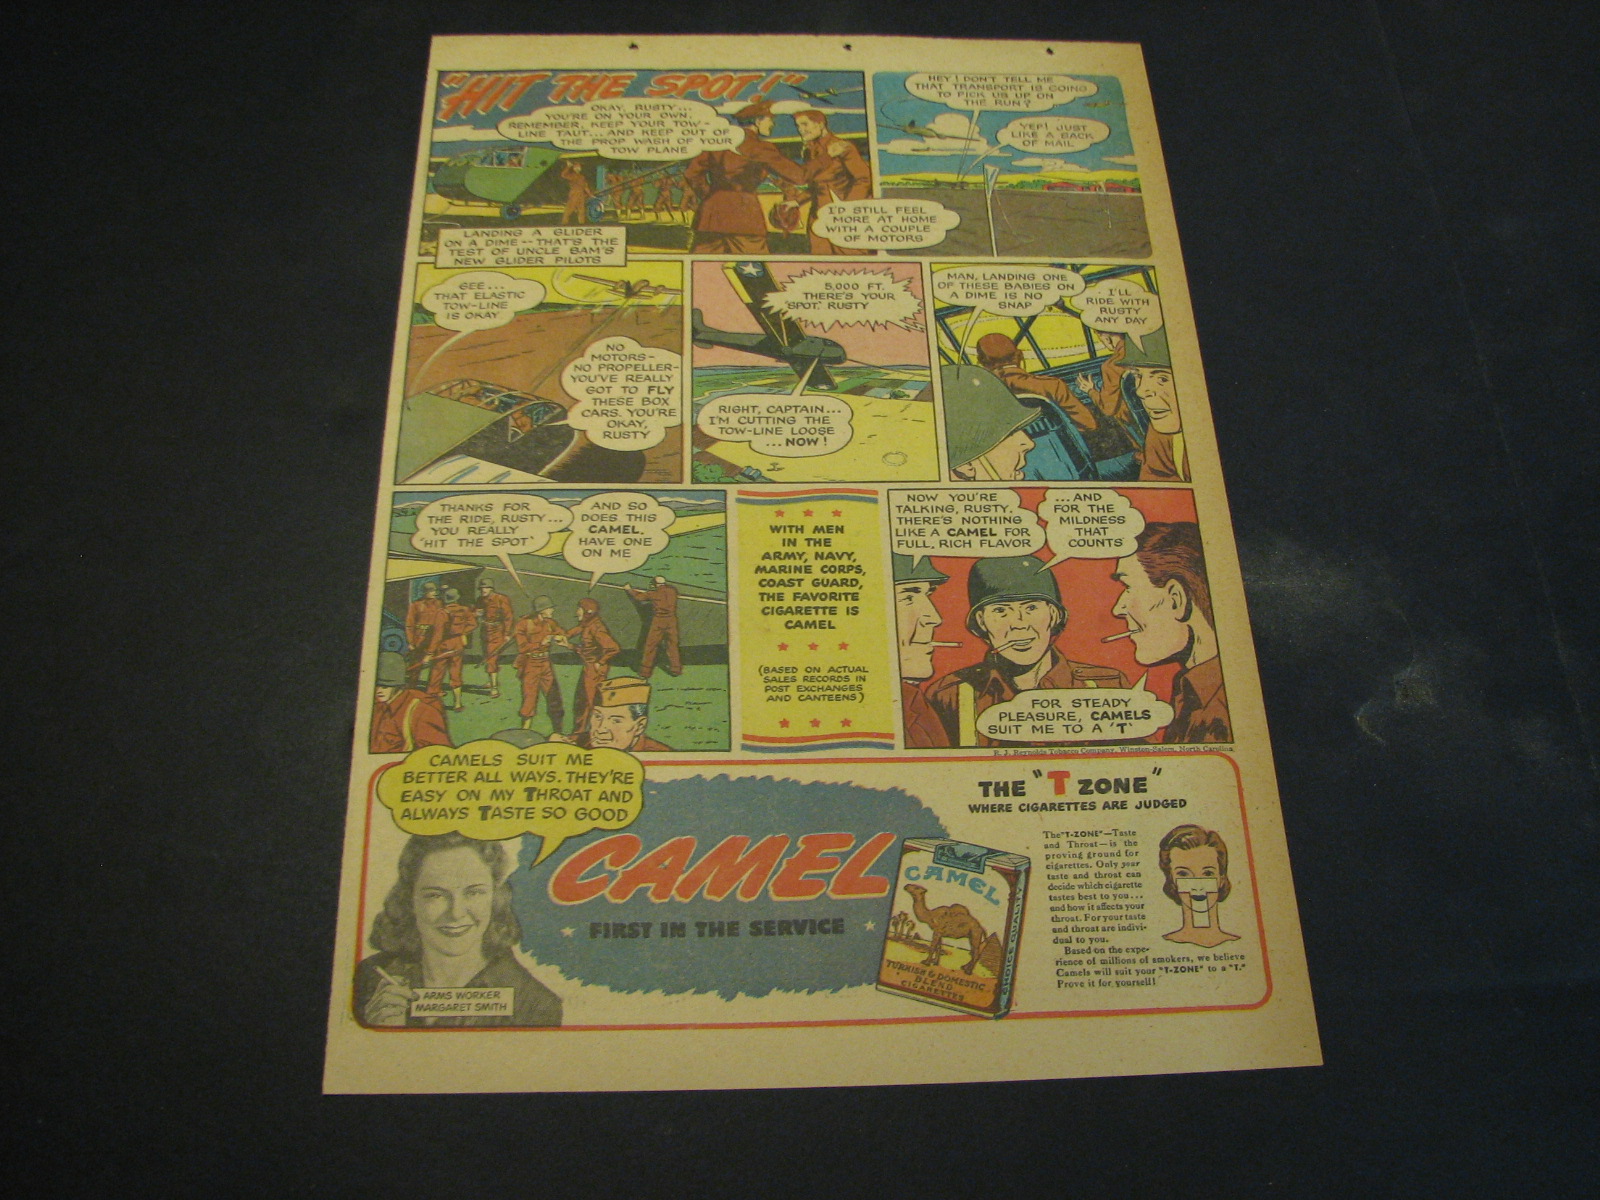 "HIT THE SPOT!"
OKAY, RUSTY...
YOU'RE ON YOUR OWN.
REMEMBER, KEEP YOUR TOW-
LINE TAUT...AND KEEP OUT OF
THE PROP WASH OF YOUR
TOW PLANE
I'D STILL FEEL
MORE AT HOME
WITH A COUPLE
OF MOTORS
LANDING A GLIDER
ON A DIME--THAT'S THE
TEST OF UNCLE SAM'S
NEW GLIDER PILOTS
HEY! DON'T TELL ME
THAT TRANSPORT IS GOING
TO PICK US UP ON
THE RUN?
YEP! JUST
LIKE A SACK
OF MAIL
GEE...
THAT ELASTIC
TOW-LINE
IS OKAY
NO
MOTORS-
NO PROPELLER-
YOU'VE REALLY
GOT TO FLY
THESE BOX
CARS. YOU'RE
OKAY,
RUSTY
5,000 FT.
THERE'S YOUR
'SPOT,' RUSTY
RIGHT, CAPTAIN...
I'M CUTTING THE
TOW-LINE LOOSE
...NOW!
MAN, LANDING ONE
OF THESE BABIES ON
A DIME IS NO
SNAP
I'LL
RIDE WITH
RUSTY
ANY DAY
THANKS FOR
THE RIDE, RUSTY...
YOU REALLY
'HIT THE SPOT'
AND SO
DOES THIS
CAMEL.
HAVE ONE
ON ME
WITH MEN
IN THE
ARMY, NAVY,
MARINE CORPS,
COAST GUARD,
THE FAVORITE
CIGARETTE IS
CAMEL
(BASED ON ACTUAL
SALES RECORDS IN
POST EXCHANGES
AND CANTEENS)
NOW YOU'RE
TALKING, RUSTY.
THERE'S NOTHING
LIKE A CAMEL FOR
FULL, RICH FLAVOR
...AND
FOR THE
MILDNESS
THAT
COUNTS
FOR STEADY
PLEASURE, CAMELS
SUIT ME TO A 'T'
R. J. Reynolds Tobacco Company, Winston-Salem, North Carolina
CAMELS SUIT ME
BETTER ALL WAYS. THEY'RE
EASY ON MY THROAT AND
ALWAYS TASTE SO GOOD
ARMS WORKER
MARGARET SMITH
CAMEL
FIRST IN THE SERVICE
CAMEL
TURKISH & DOMESTIC
BLEND
CIGARETTES
CHOICE QUALITY
THE "T ZONE"
WHERE CIGARETTES ARE JUDGED
The "T-ZONE"—Taste
and Throat—is the
proving ground for
cigarettes. Only your
taste and throat can
decide which cigarette
tastes best to you...
and how it affects your
throat. For your taste
and throat are indivi-
dual to you.
Based on the expe-
rience of millions of smokers, we believe
Camels will suit your "T-ZONE" to a "T."
Prove it for yourself!